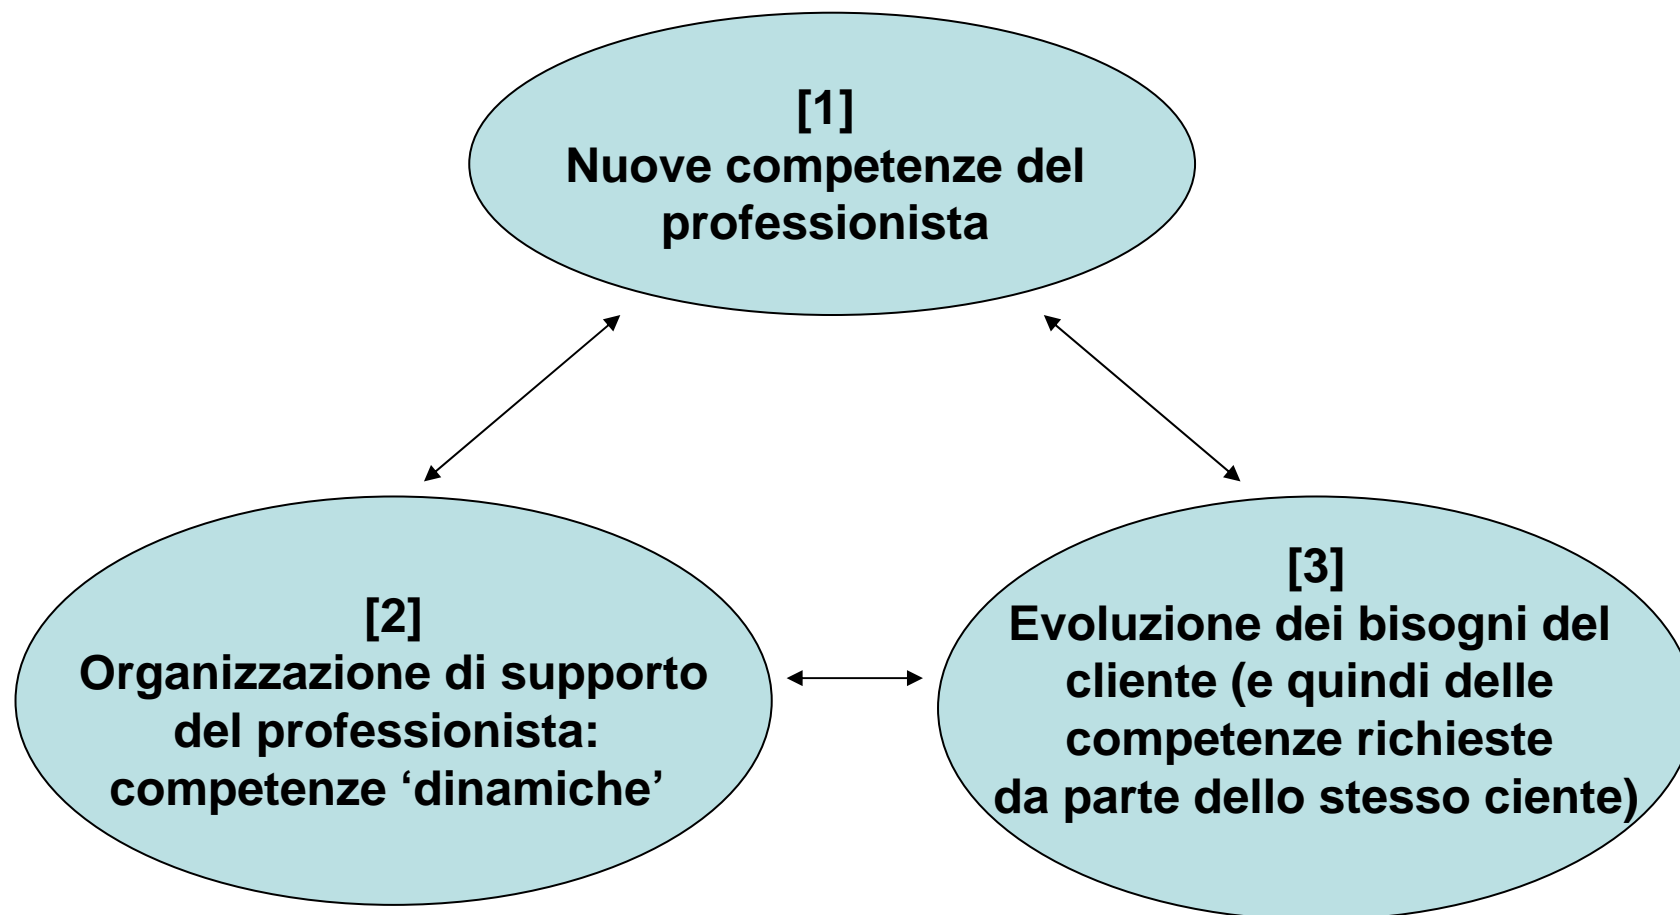 [1]
Nuove competenze del
professionista
[2]
Organizzazione di supporto
del professionista:
competenze ‘dinamiche’
[3]
Evoluzione dei bisogni del
cliente (e quindi delle
competenze richieste
da parte dello stesso ciente)